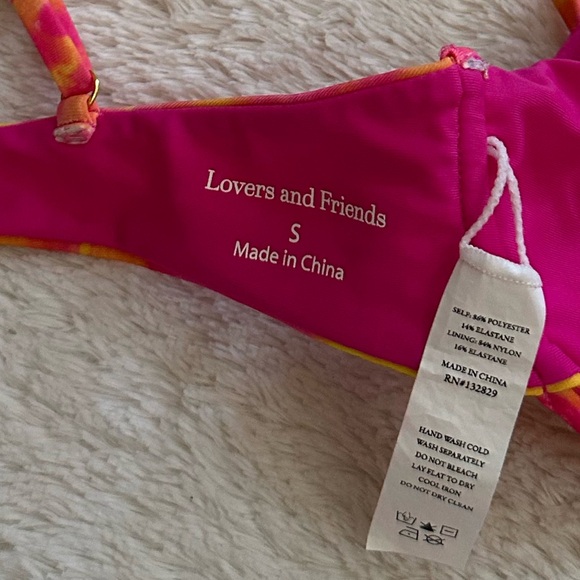 Lovers and Friends
S
Made in China
SELF: 86% POLYESTER
14% ELASTANE
LINING: 84% NYLON
16% ELASTANE
MADE IN CHINA
RN#132829
HAND WASH COLD
WASH SEPARATELY
DO NOT BLEACH
LAY FLAT TO DRY
COOL IRON
DO NOT DRY CLEAN